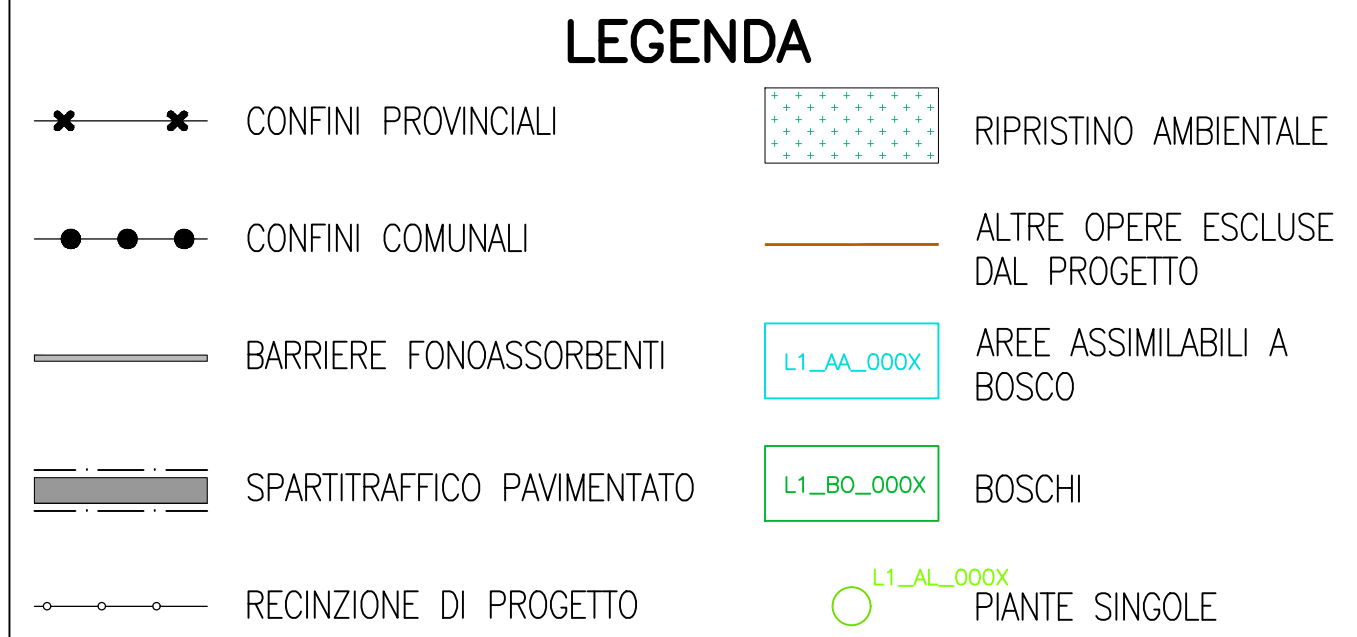 LEGENDA
CONFINI PROVINCIALI
CONFINI COMUNALI
BARRIERE FONOASSORBENTI
SPARTITRAFFICO PAVIMENTATO
RECINZIONE DI PROGETTO
RIPRISTINO AMBIENTALE
ALTRE OPERE ESCLUSE
DAL PROGETTO
L1_AA_000X
AREE ASSIMILABILI A
BOSCO
L1_BO_000X
BOSCHI
L1_AL_000X
PIANTE SINGOLE